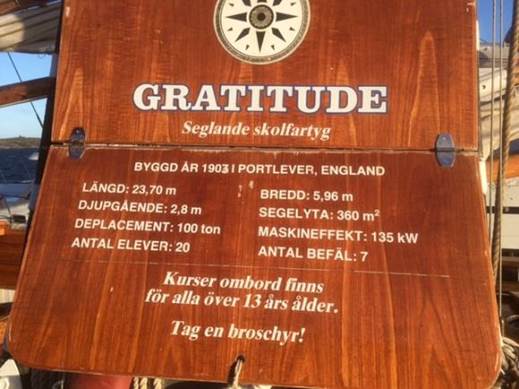 GRATITUDE
Seglande skolfartyg
BYGGD ÅR 1903 I PORTLEVER, ENGLAND
LÄNGD: 23,70 m
DJUPGÅENDE: 2,8 m
DEPLACEMENT: 100 ton
ANTAL ELEVER: 20
BREDD: 5,96 m
SEGELYTA: 360 m²
MASKINEFFEKT: 135 kW
ANTAL BEFÄL: 7
Kurser ombord finns
för alla över 13 års ålder.
Tag en broschyr!